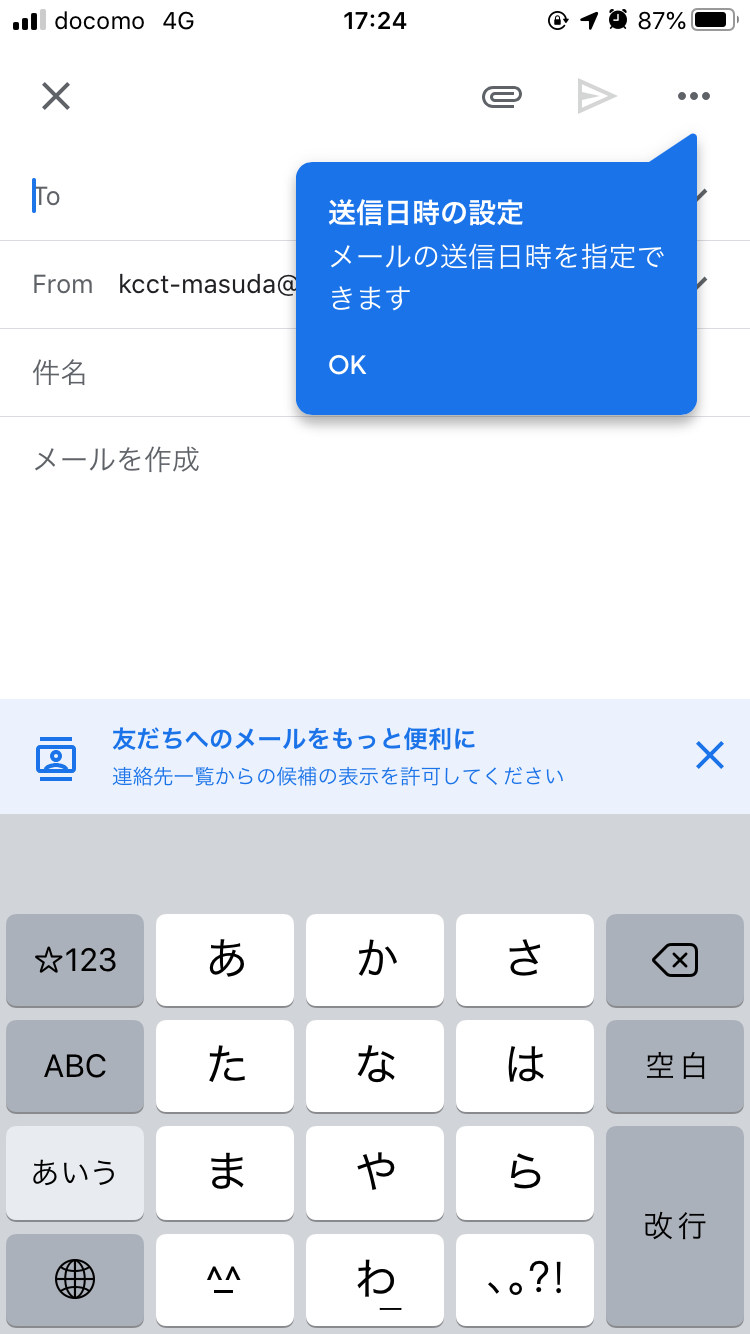 docomo 4G 17:24 87%
To
送信日時の設定
メールの送信日時を指定で
きます
OK
From kcct-masuda@
件名
メールを作成
友だちへのメールをもっと便利に
連絡先一覧からの候補の表示を許可してください
☆123 あ か さ
ABC た な は 空白
あいう ま や ら 改行
^_^ わ_ 、。?!